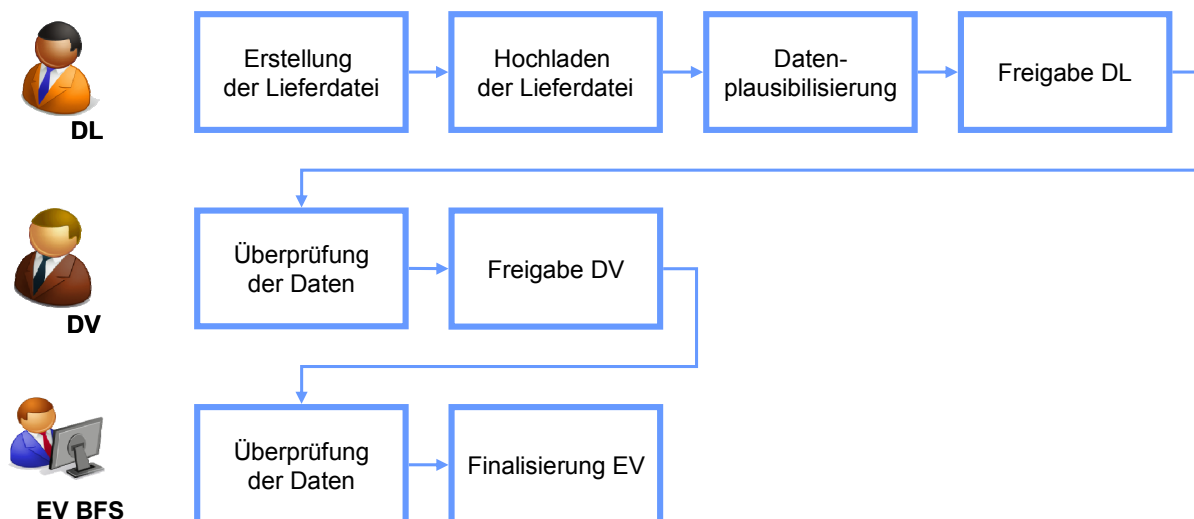 Erstellung
der Lieferdatei
Hochladen
der Lieferdatei
Daten-
plausibilisierung
Freigabe DL
DL
Überprüfung
der Daten
Freigabe DV
DV
Überprüfung
der Daten
Finalisierung EV
EV BFS